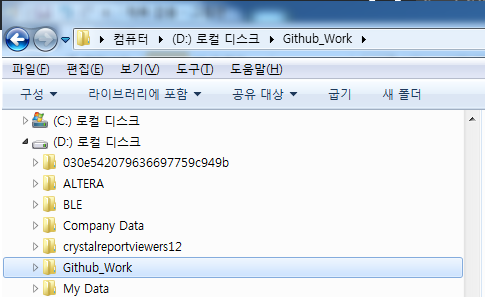 컴퓨터 ▸ (D:) 로컬 디스크 ▸ Github_Work ▸
파일(F) 편집(E) 보기(V) 도구(T) 도움말(H)
구성 라이브러리에 포함 공유 대상 굽기 새 폴더
(C:) 로컬 디스크
(D:) 로컬 디스크
030e542079636697759c949b
ALTERA
BLE
Company Data
crystalreportviewers12
Github_Work
My Data